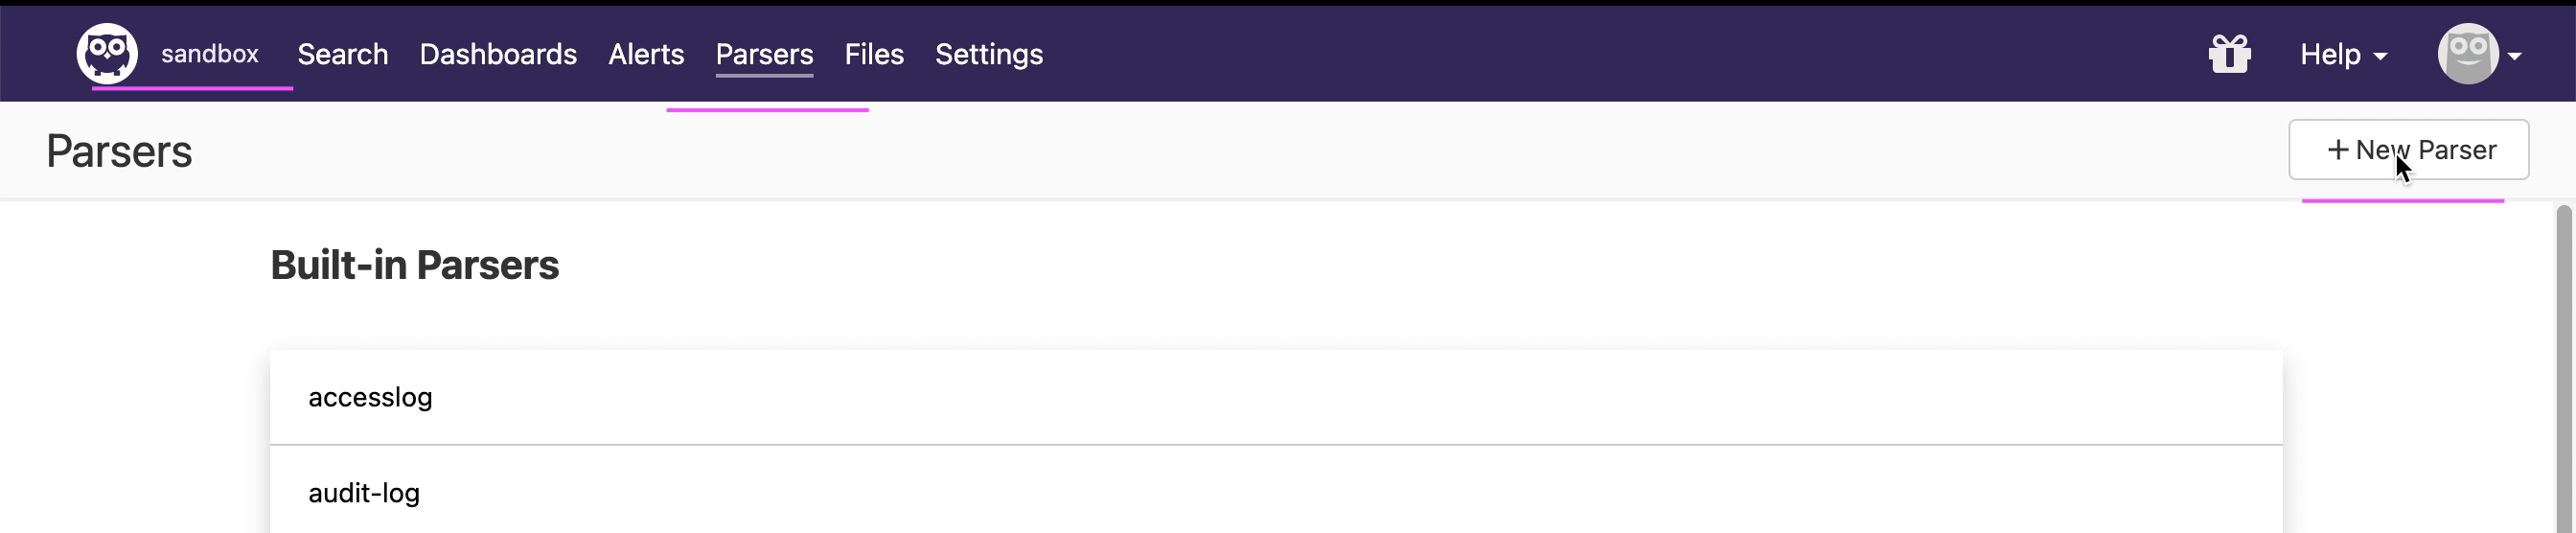 sandbox Search Dashboards Alerts Parsers Files Settings Help
Parsers
+ New Parser
Built-in Parsers
accesslog
audit-log